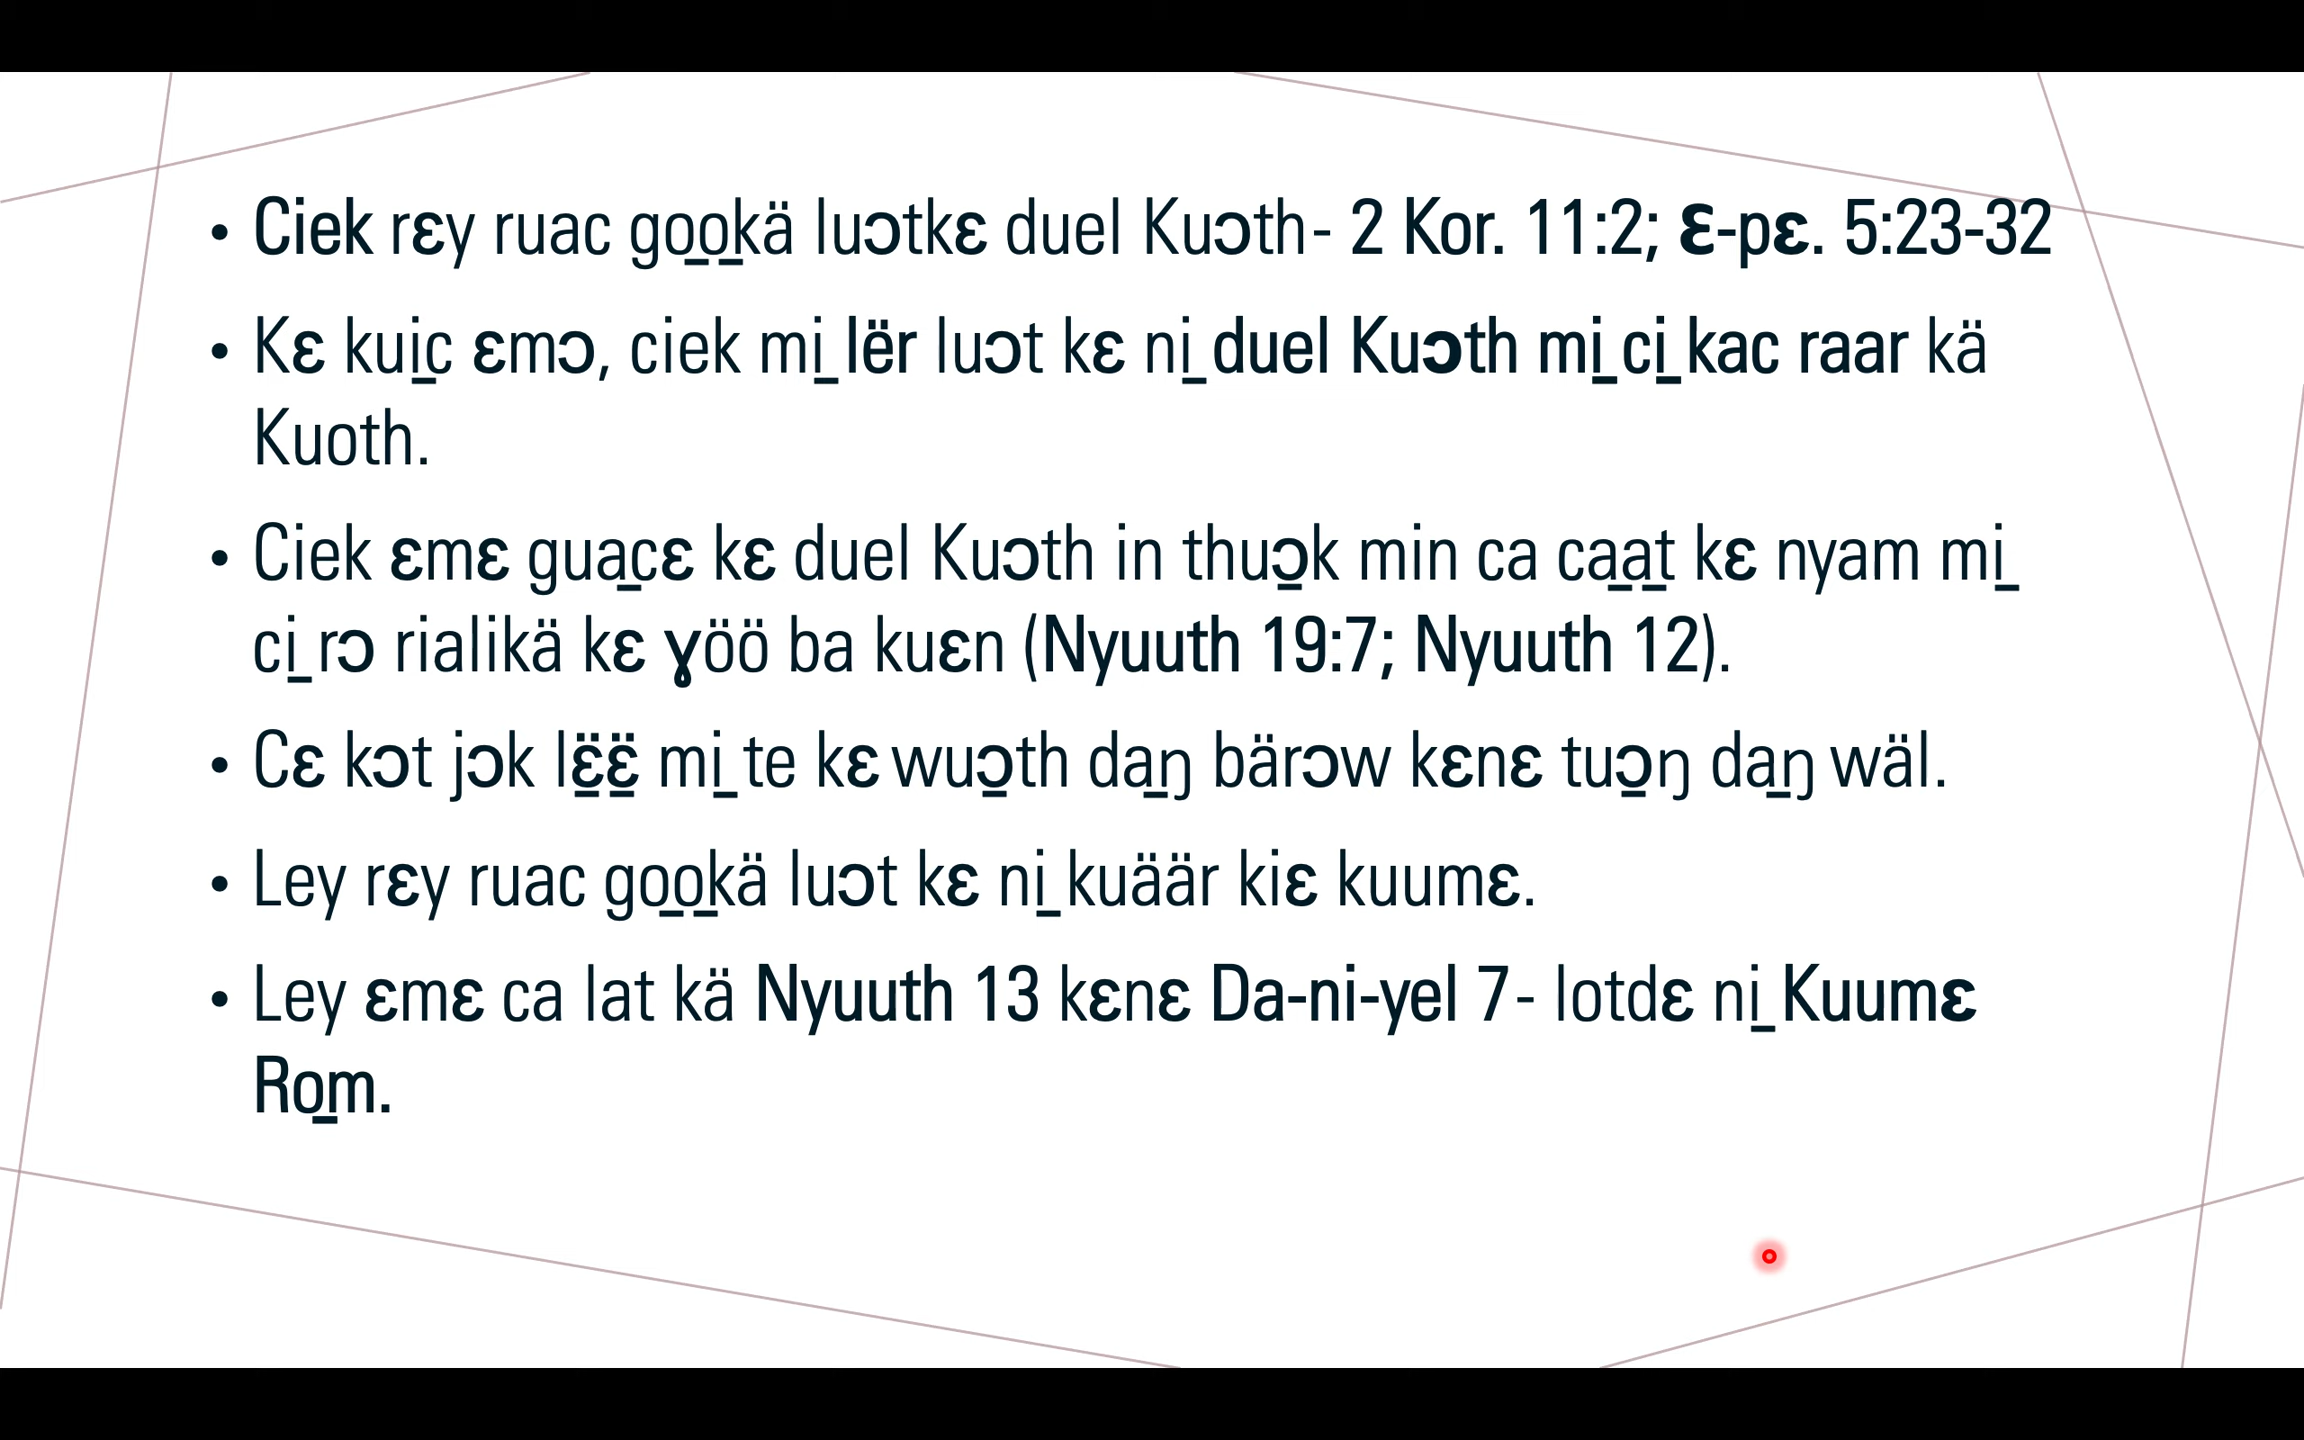 • Ciek rɛy ruac go̱o̱kä luɔtkɛ duel Kuɔth- 2 Kor. 11:2; Ɛ-pɛ. 5:23-32
• Kɛ kui̱c ɛmɔ, ciek mi̱ lër luɔt kɛ ni̱ duel Kuɔth mi̱ ci̱ kac raar kä
Kuoth.
• Ciek ɛmɛ gua̱cɛ kɛ duel Kuɔth in thuɔ̱k min ca ca̱a̱t kɛ nyam mi̱
ci̱ rɔ rialikä kɛ ɣöö ba kuɛn (Nyuuth 19:7; Nyuuth 12).
• Cɛ kɔt jɔk lɛ̱̈ɛ̱̈ mi̱ te kɛ wuɔ̱th da̱ŋ bärɔw kɛnɛ tuɔ̱ŋ da̱ŋ wäl.
• Ley rɛy ruac go̱o̱kä luɔt kɛ ni̱ kuäär kiɛ kuumɛ.
• Ley ɛmɛ ca lat kä Nyuuth 13 kɛnɛ Da-ni-yel 7- lotdɛ ni̱ Kuumɛ
Ro̱m.